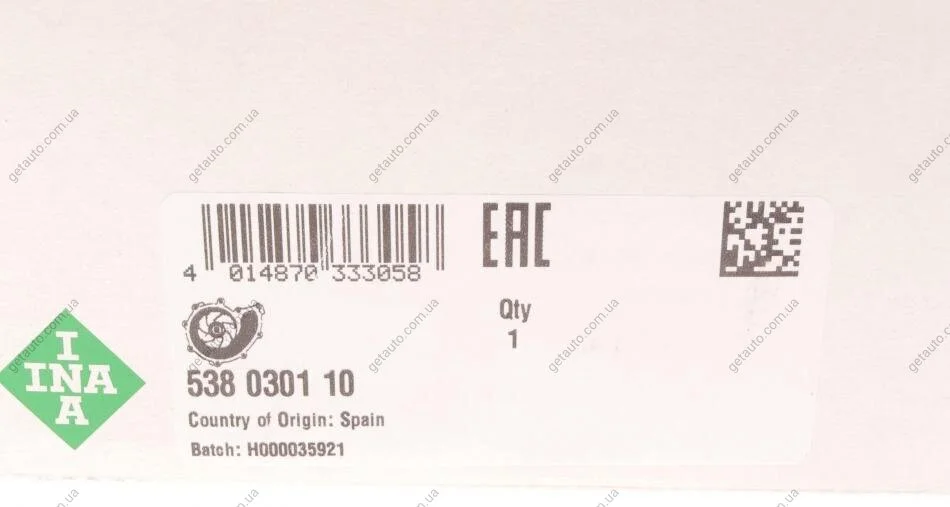 EAC
4 014870 333058
Qty
1
I
INA
A
538 0301 10
Country of Origin: Spain
Batch: H000035921
getauto.com.ua